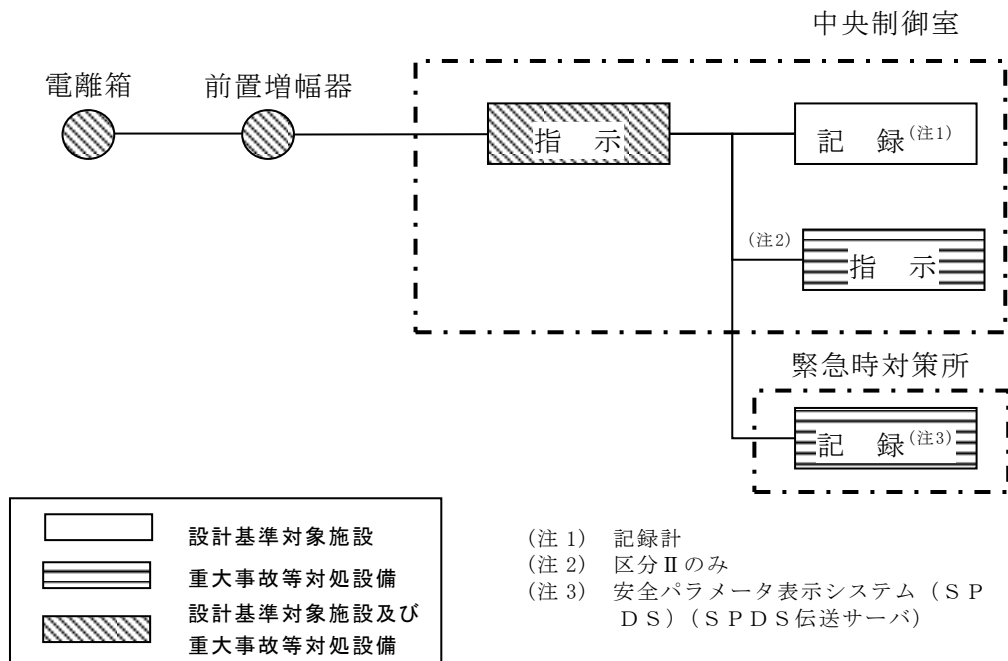 中央制御室
電離箱
前置増幅器
指 示
記 録(注1)
(注2)
指 示
緊急時対策所
記 録(注3)
設計基準対象施設
重大事故等対処設備
設計基準対象施設及び
重大事故等対処設備
(注1) 記録計
(注2) 区分Ⅱのみ
(注3) 安全パラメータ表示システム(SP
DS)(SPDS伝送サーバ)